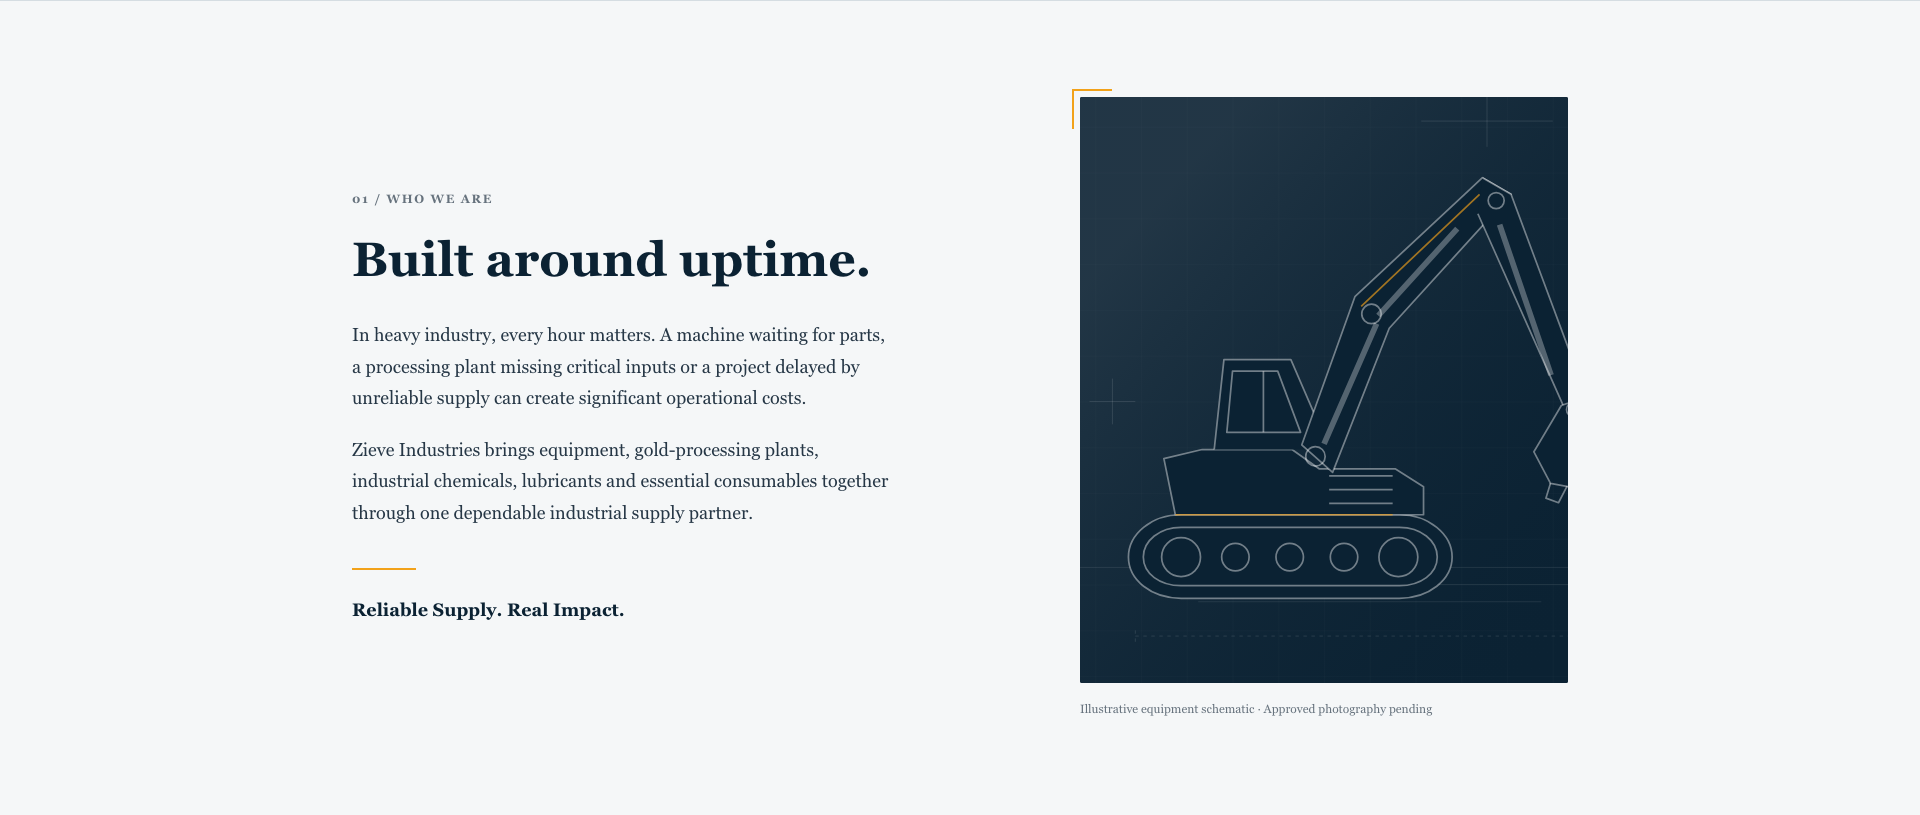 01 / WHO WE ARE
Built around uptime.
In heavy industry, every hour matters. A machine waiting for parts,
a processing plant missing critical inputs or a project delayed by
unreliable supply can create significant operational costs.
Zieve Industries brings equipment, gold-processing plants,
industrial chemicals, lubricants and essential consumables together
through one dependable industrial supply partner.
Reliable Supply. Real Impact.
Illustrative equipment schematic · Approved photography pending